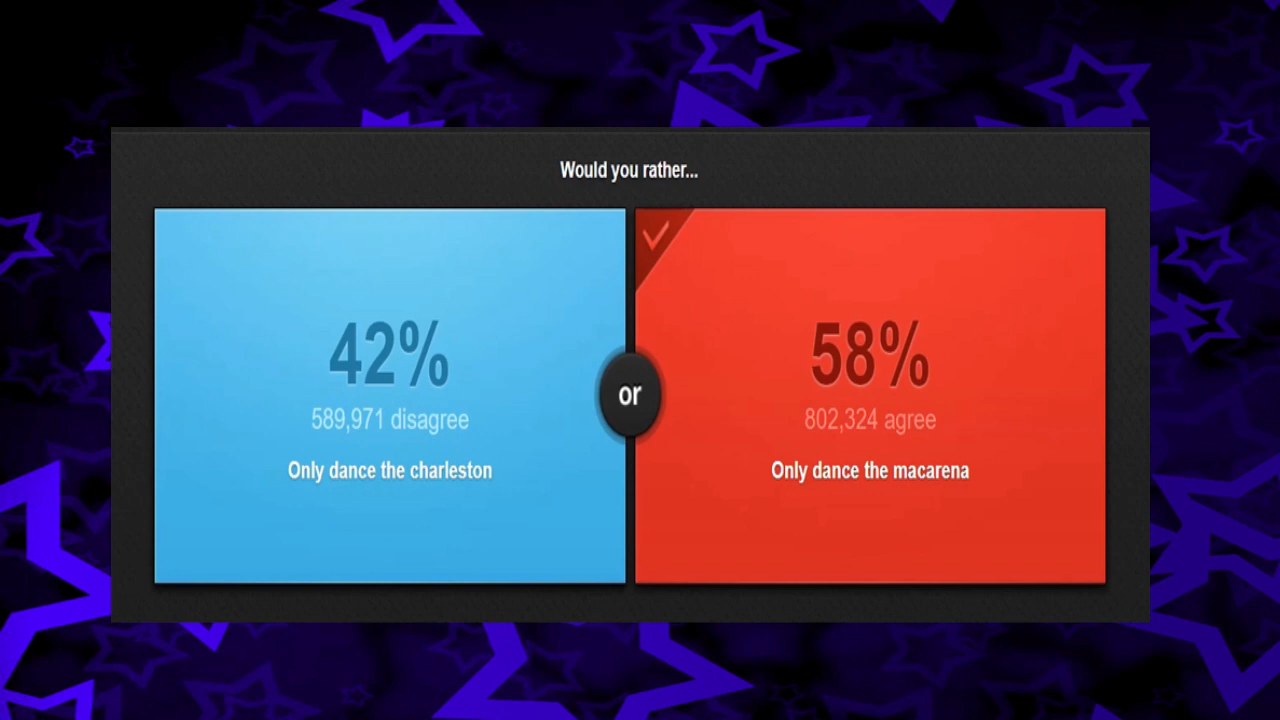 Would you rather...
42%
589,971 disagree
Only dance the charleston
or
58%
802,324 agree
Only dance the macarena